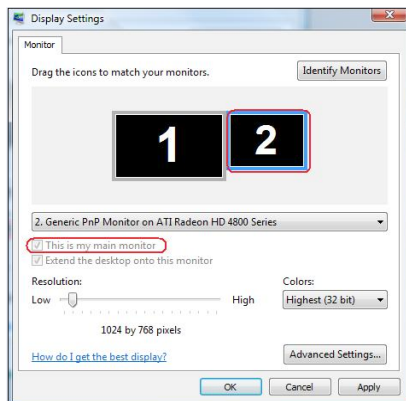 Display Settings
Monitor
Drag the icons to match your monitors.
Identify Monitors
1
2
2. Generic PnP Monitor on ATI Radeon HD 4800 Series
This is my main monitor
Extend the desktop onto this monitor
Resolution:
Colors:
Low
High
Highest (32 bit)
1024 by 768 pixels
How do I get the best display?
Advanced Settings...
OK
Cancel
Apply